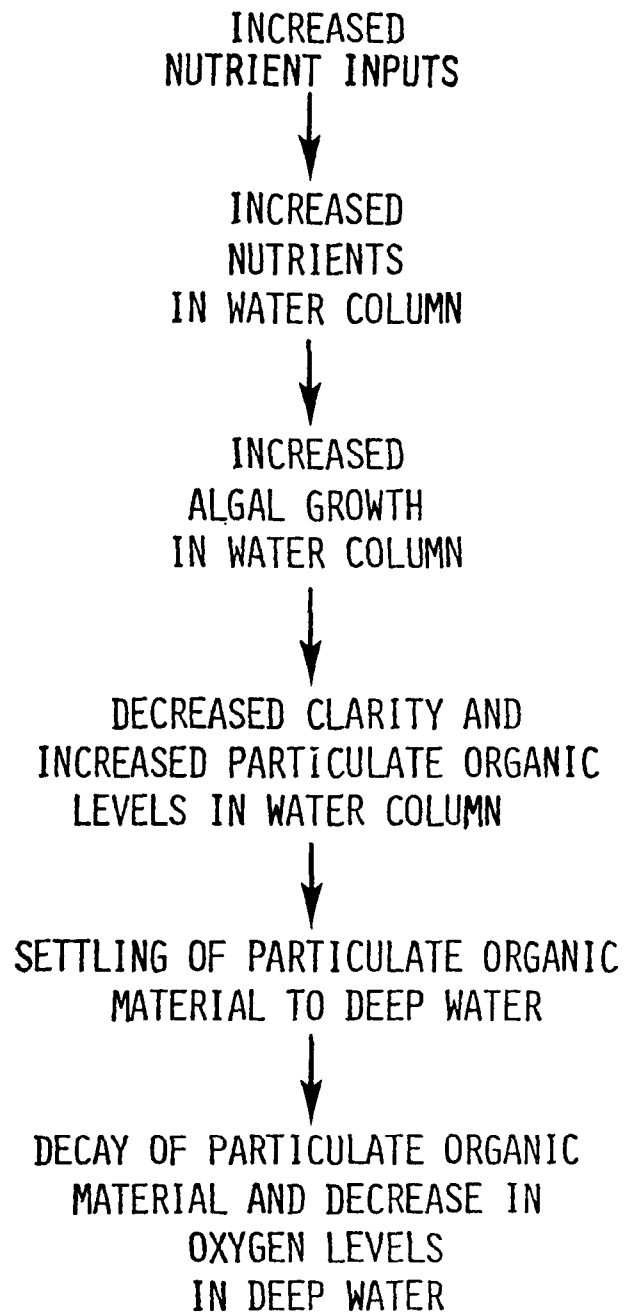 INCREASED
NUTRIENT INPUTS
INCREASED
NUTRIENTS
IN WATER COLUMN
INCREASED
ALGAL GROWTH
IN WATER COLUMN
DECREASED CLARITY AND
INCREASED PARTICULATE ORGANIC
LEVELS IN WATER COLUMN
SETTLING OF PARTICULATE ORGANIC
MATERIAL TO DEEP WATER
DECAY OF PARTICULATE ORGANIC
MATERIAL AND DECREASE IN
OXYGEN LEVELS
IN DEEP WATER